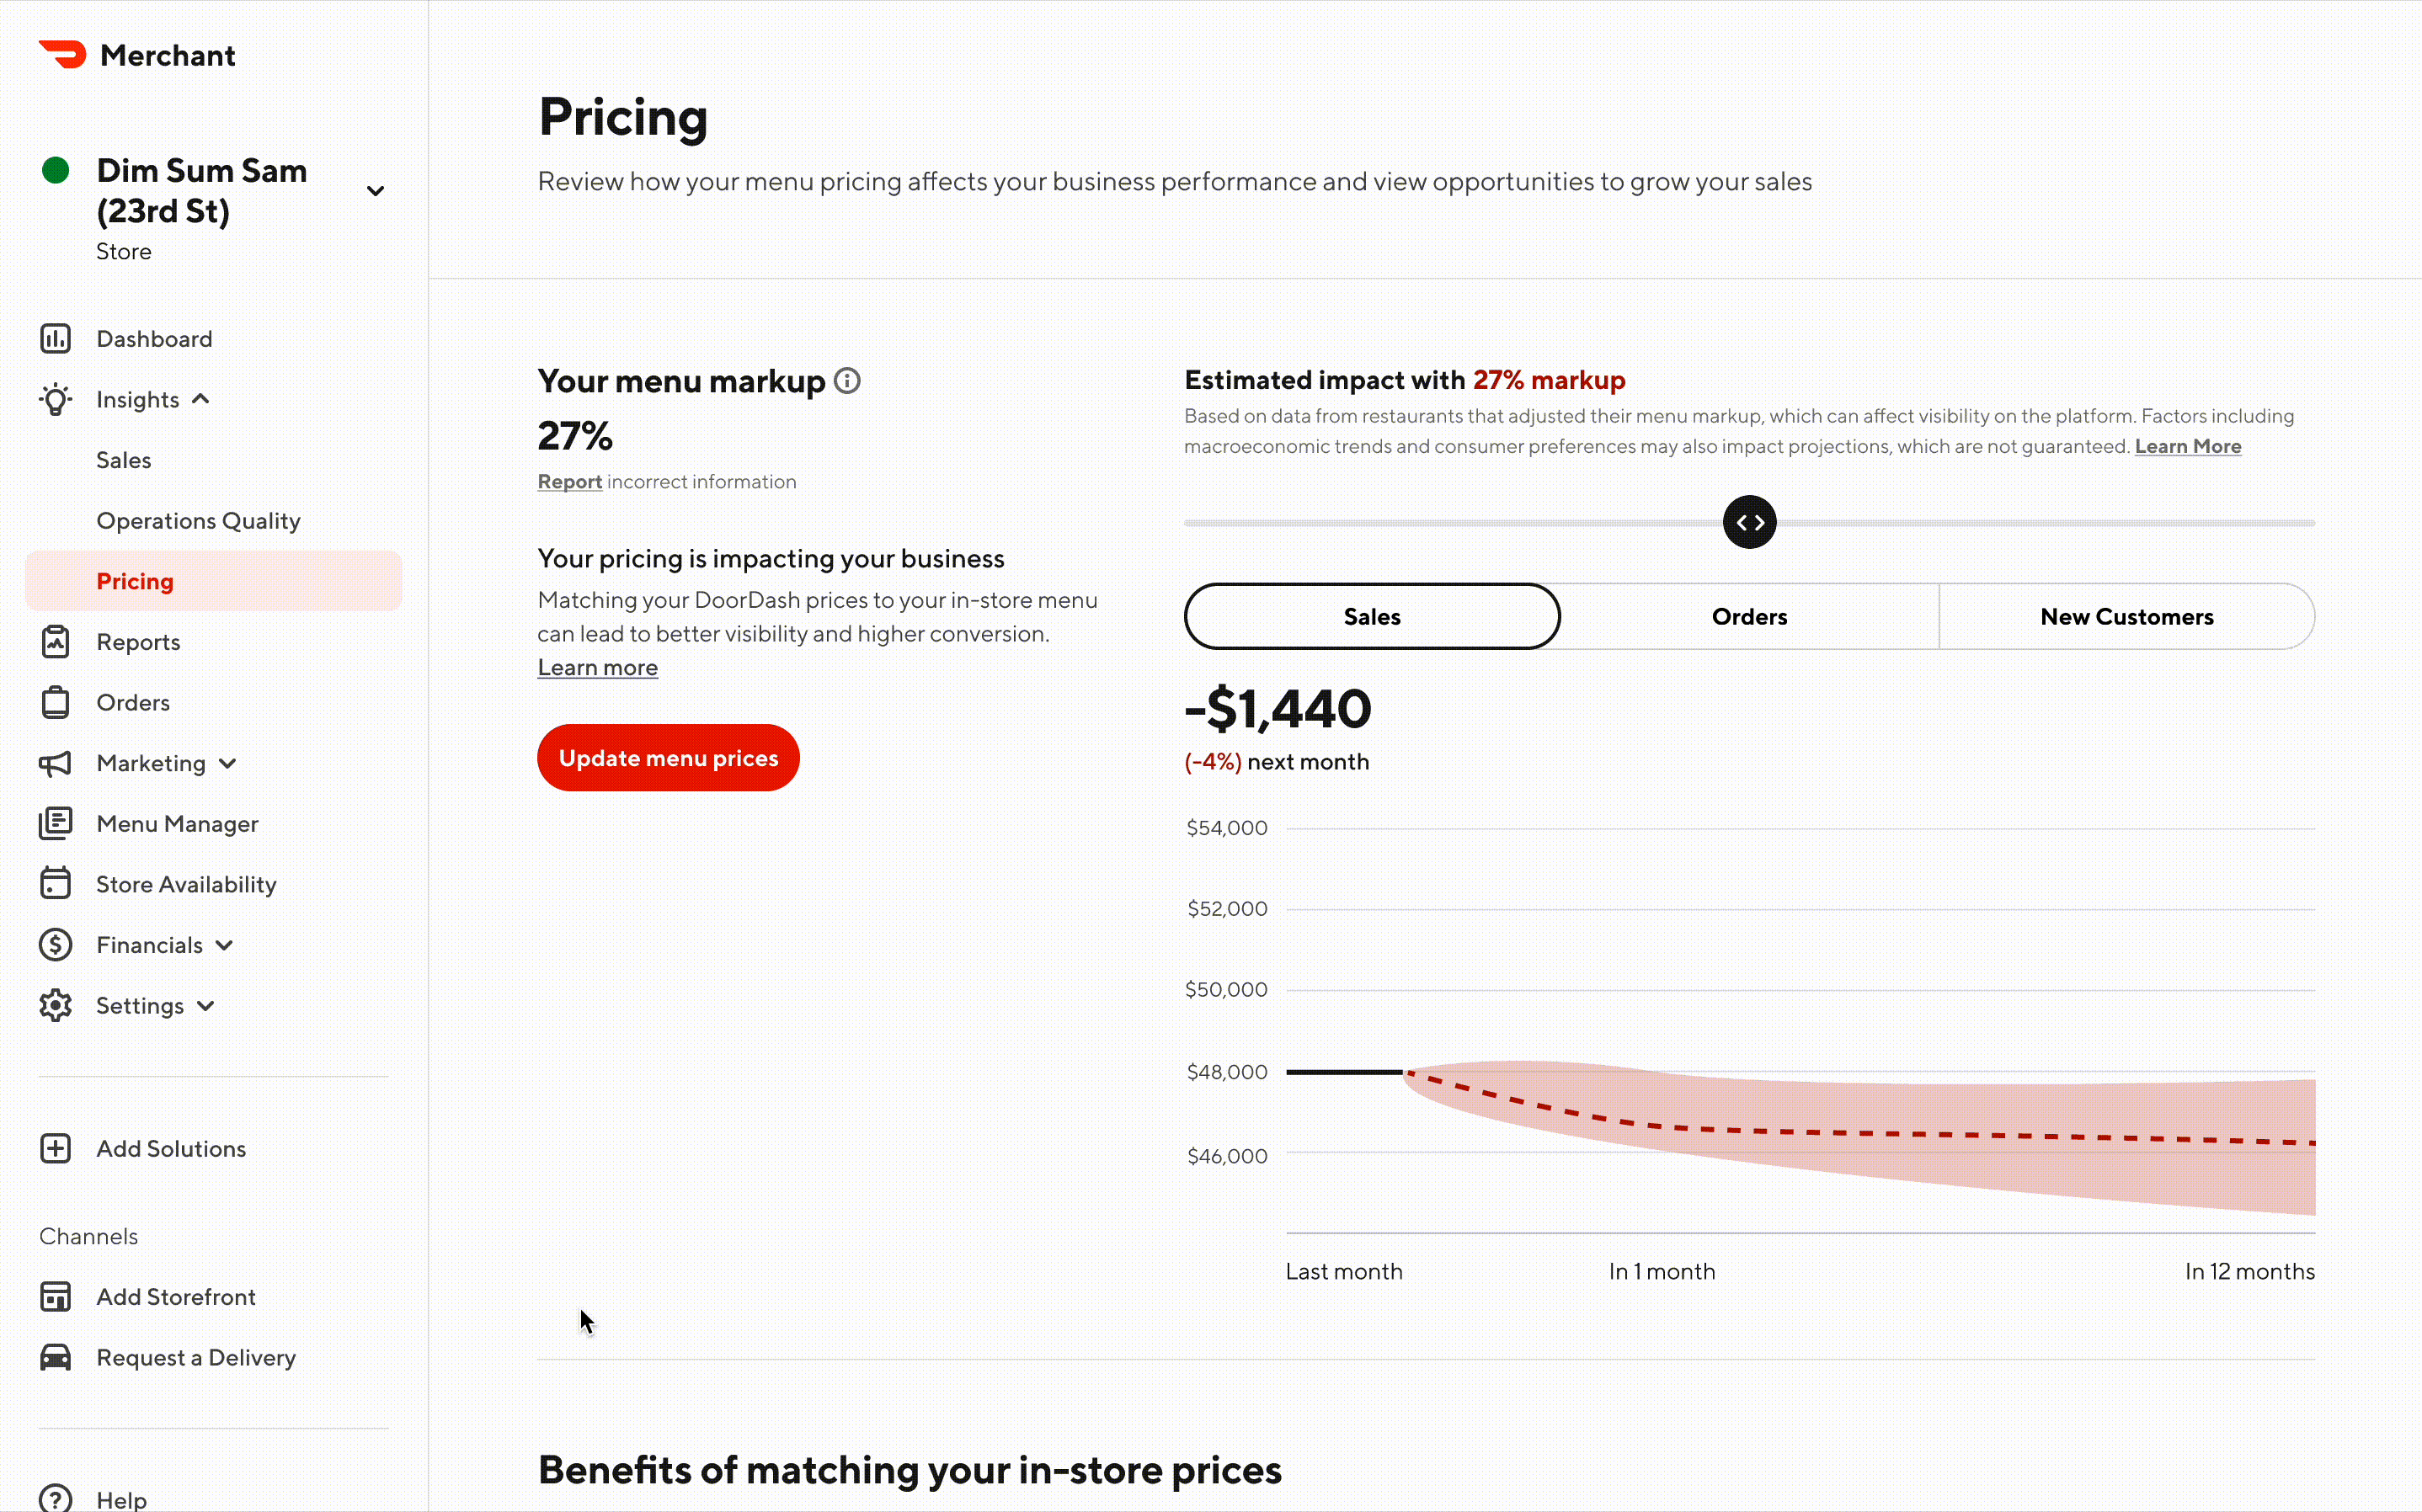 Merchant
Dim Sum Sam
(23rd St)
Store
Dashboard
Insights
Sales
Operations Quality
Pricing
Reports
Orders
Marketing
Menu Manager
Store Availability
Financials
Settings
Add Solutions
Channels
Add Storefront
Request a Delivery
Help
Pricing
Review how your menu pricing affects your business performance and view opportunities to grow your sales
Your menu markup
27%
Report incorrect information
Your pricing is impacting your business
Matching your DoorDash prices to your in-store menu
can lead to better visibility and higher conversion.
Learn more
Update menu prices
Estimated impact with 27% markup
Based on data from restaurants that adjusted their menu markup, which can affect visibility on the platform. Factors including
macroeconomic trends and consumer preferences may also impact projections, which are not guaranteed. Learn More
Sales
Orders
New Customers
-$1,440
(-4%) next month
$54,000
$52,000
$50,000
$48,000
$46,000
Last month
In 1 month
In 12 months
Benefits of matching your in-store prices